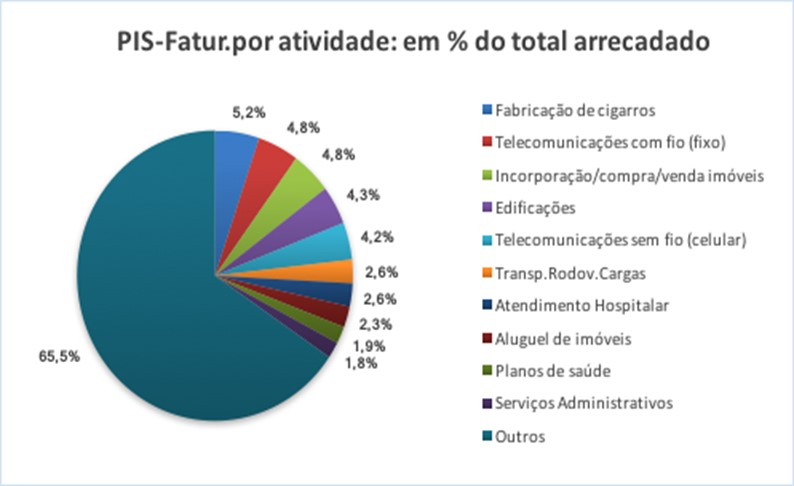 PIS-Fatur.por atividade: em % do total arrecadado
5,2%
4,8%
4,8%
4,3%
4,2%
2,6%
2,6%
2,3%
1,9%
1,8%
65,5%
Fabricação de cigarros
Telecomunicações com fio (fixo)
Incorporação/compra/venda imóveis
Edificações
Telecomunicações sem fio (celular)
Transp.Rodov.Cargas
Atendimento Hospitalar
Aluguel de imóveis
Planos de saúde
Serviços Administrativos
Outros